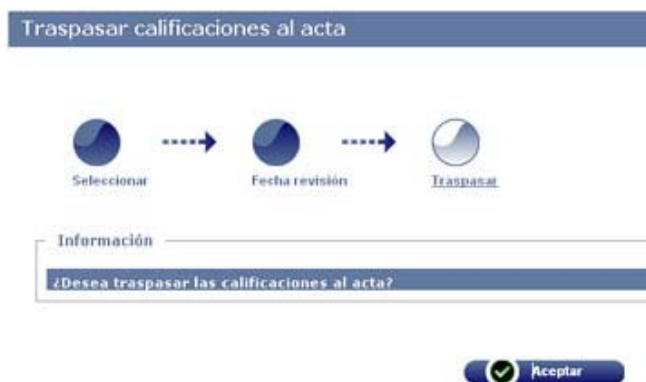 Traspasar calificaciones al acta
Seleccionar Fecha revisión Traspasar
Información
¿Desea traspasar las calificaciones al acta?
Aceptar